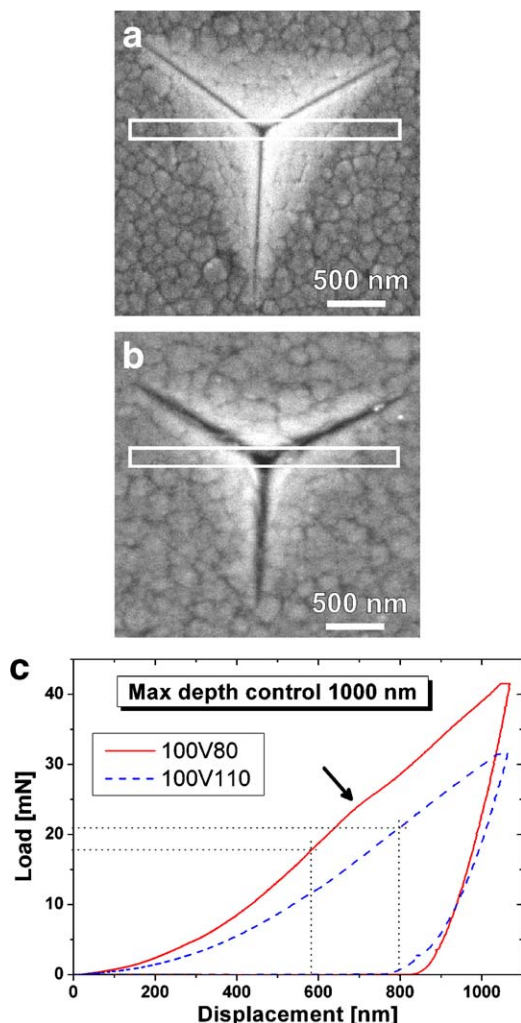 a
500 nm
b
500 nm
c
Max depth control 1000 nm
100V80
100V110
Load [mN]
40
30
20
10
0
0 200 400 600 800 1000
Displacement [nm]